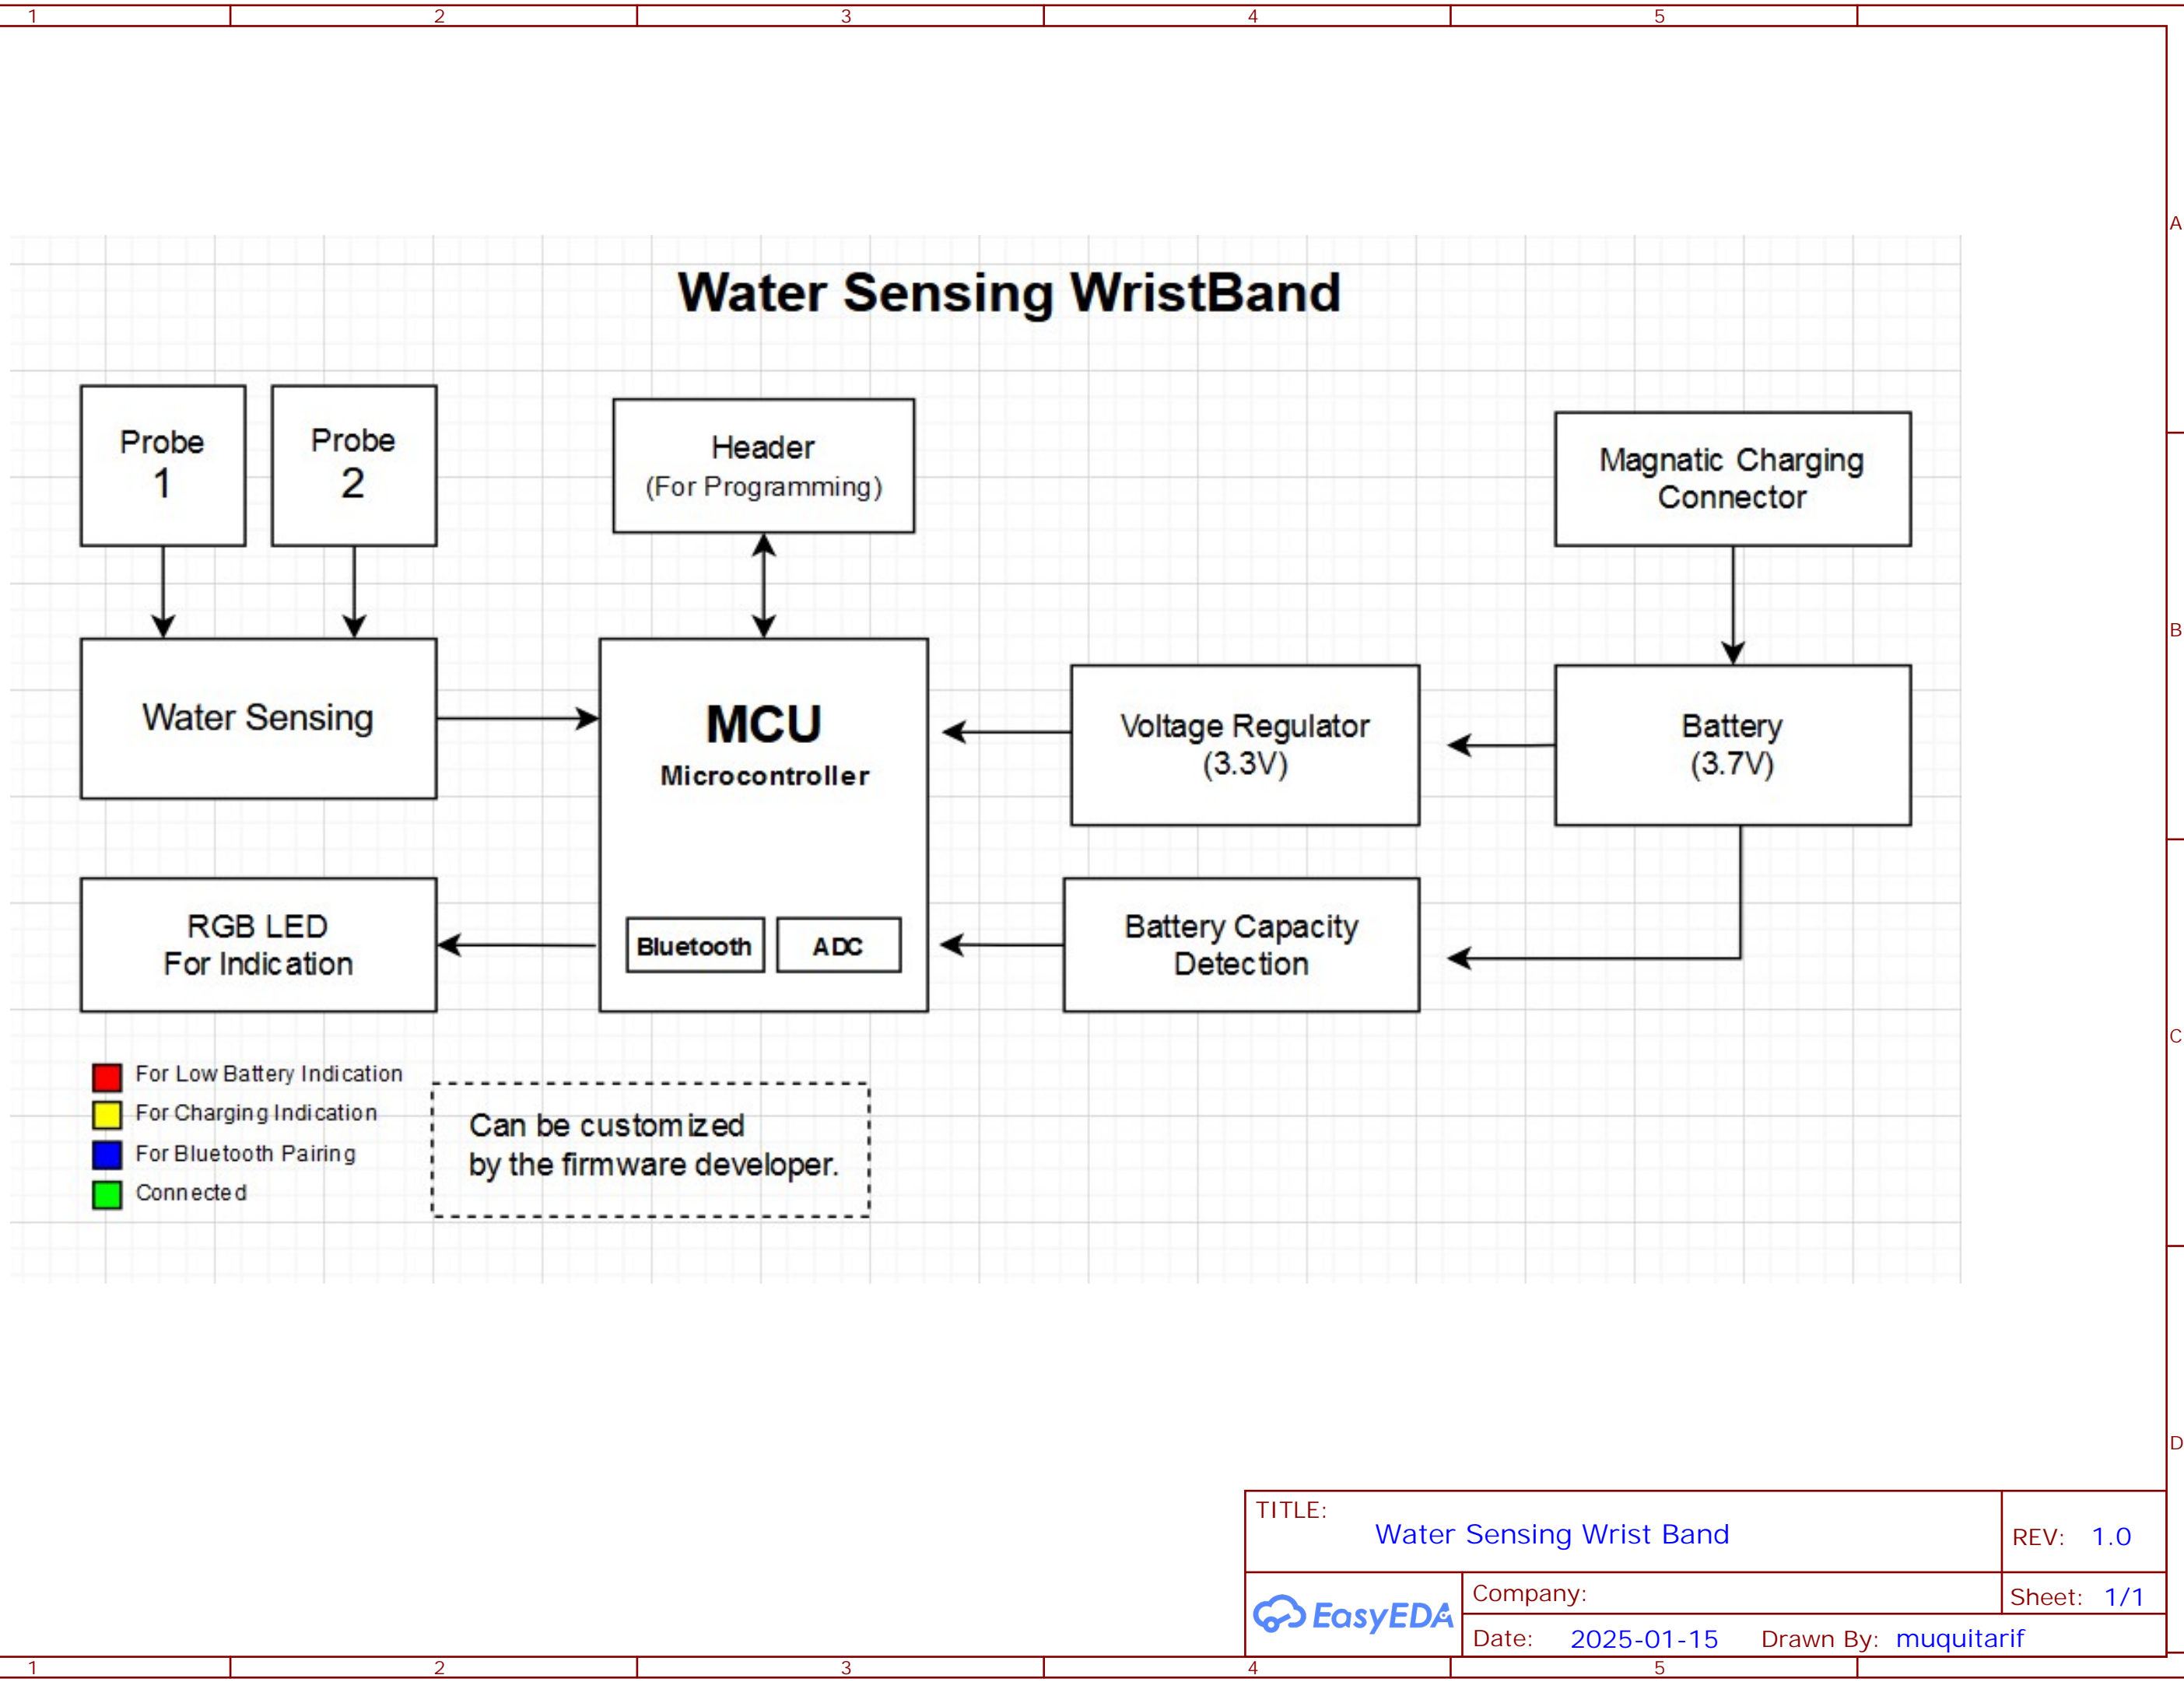 1 2 3 4 5
A
Water Sensing WristBand
Probe
1
Probe
2
Header
(For Programming)
Magnatic Charging
Connector
B
Water Sensing
MCU
Microcontroller
Voltage Regulator
(3.3V)
Battery
(3.7V)
RGB LED
For Indication
Bluetooth
ADC
Battery Capacity
Detection
C
For Low Battery Indication
For Charging Indication
For Bluetooth Pairing
Connected
Can be customized
by the firmware developer.
D
TITLE:
Water Sensing Wrist Band
REV: 1.0
EasyEDA
Company:
Sheet: 1/1
Date: 2025-01-15 Drawn By: muquitarif
1 2 3 4 5